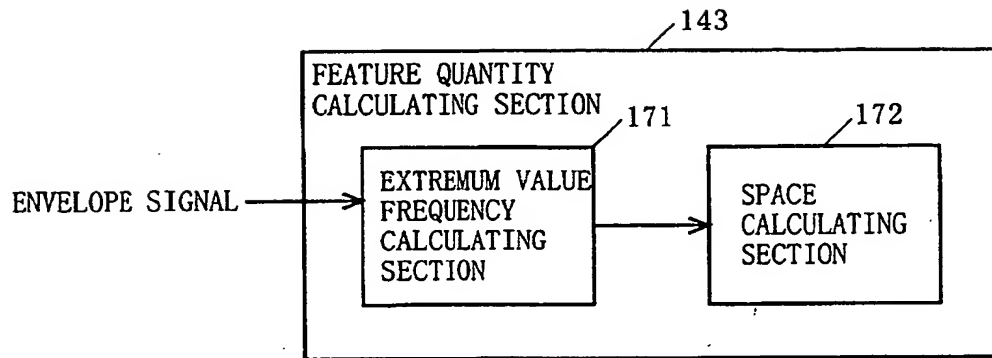 143
FEATURE QUANTITY
CALCULATING SECTION
171
172
ENVELOPE SIGNAL
EXTREMUM VALUE
FREQUENCY
CALCULATING
SECTION
SPACE
CALCULATING
SECTION